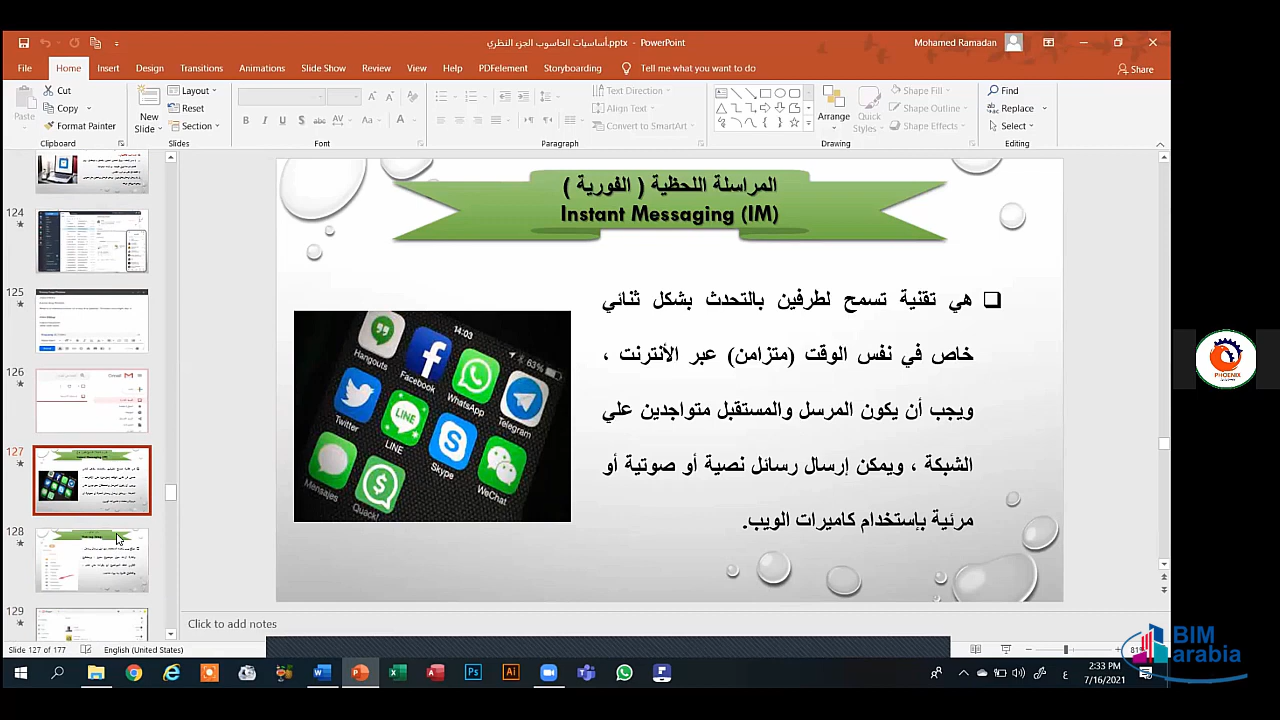 أساسيات الحاسوب الجزء النظري.pptx - PowerPoint
Mohamed Ramadan
File
Home
Insert
Design
Transitions
Animations
Slide Show
Review
View
Help
PDFelement
Storyboarding
Tell me what you want to do
Share
Paste
Cut
Copy
Format Painter
Clipboard
New Slide
Layout
Reset
Section
Slides
Font
Text Direction
Align Text
Convert to SmartArt
Paragraph
Arrange
Quick Styles
Shape Fill
Shape Outline
Shape Effects
Drawing
Find
Replace
Select
Editing
124
125
126
127
128
129
المراسلة اللحظية ( الفورية )
Instant Messaging (IM)
هي تقنية تسمح لطرفين بالتحدث بشكل ثنائي
خاص في نفس الوقت (متزامن) عبر الأنترنت ،
ويجب أن يكون المرسل والمستقبل متواجدين علي
الشبكة ، ويمكن إرسال رسائل نصية أو صوتية أو
مرئية بإستخدام كاميرات الويب.
14:03
63%
Hangouts
Facebook
WhatsApp
Telegram
Twitter
LINE
Skype
WeChat
Messages
Quack!
Click to add notes
Slide 127 of 177
English (United States)
2:33 PM
7/16/2021
PHOENIX
BIM
arabia